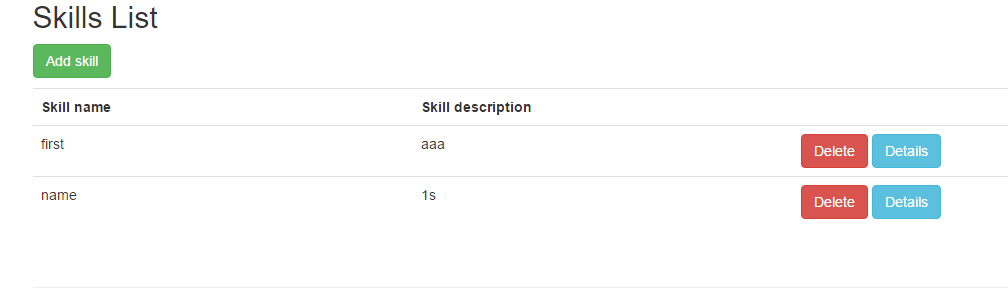 Skills List
Add skill
Skill name Skill description
first aaa Delete Details
name 1s Delete Details